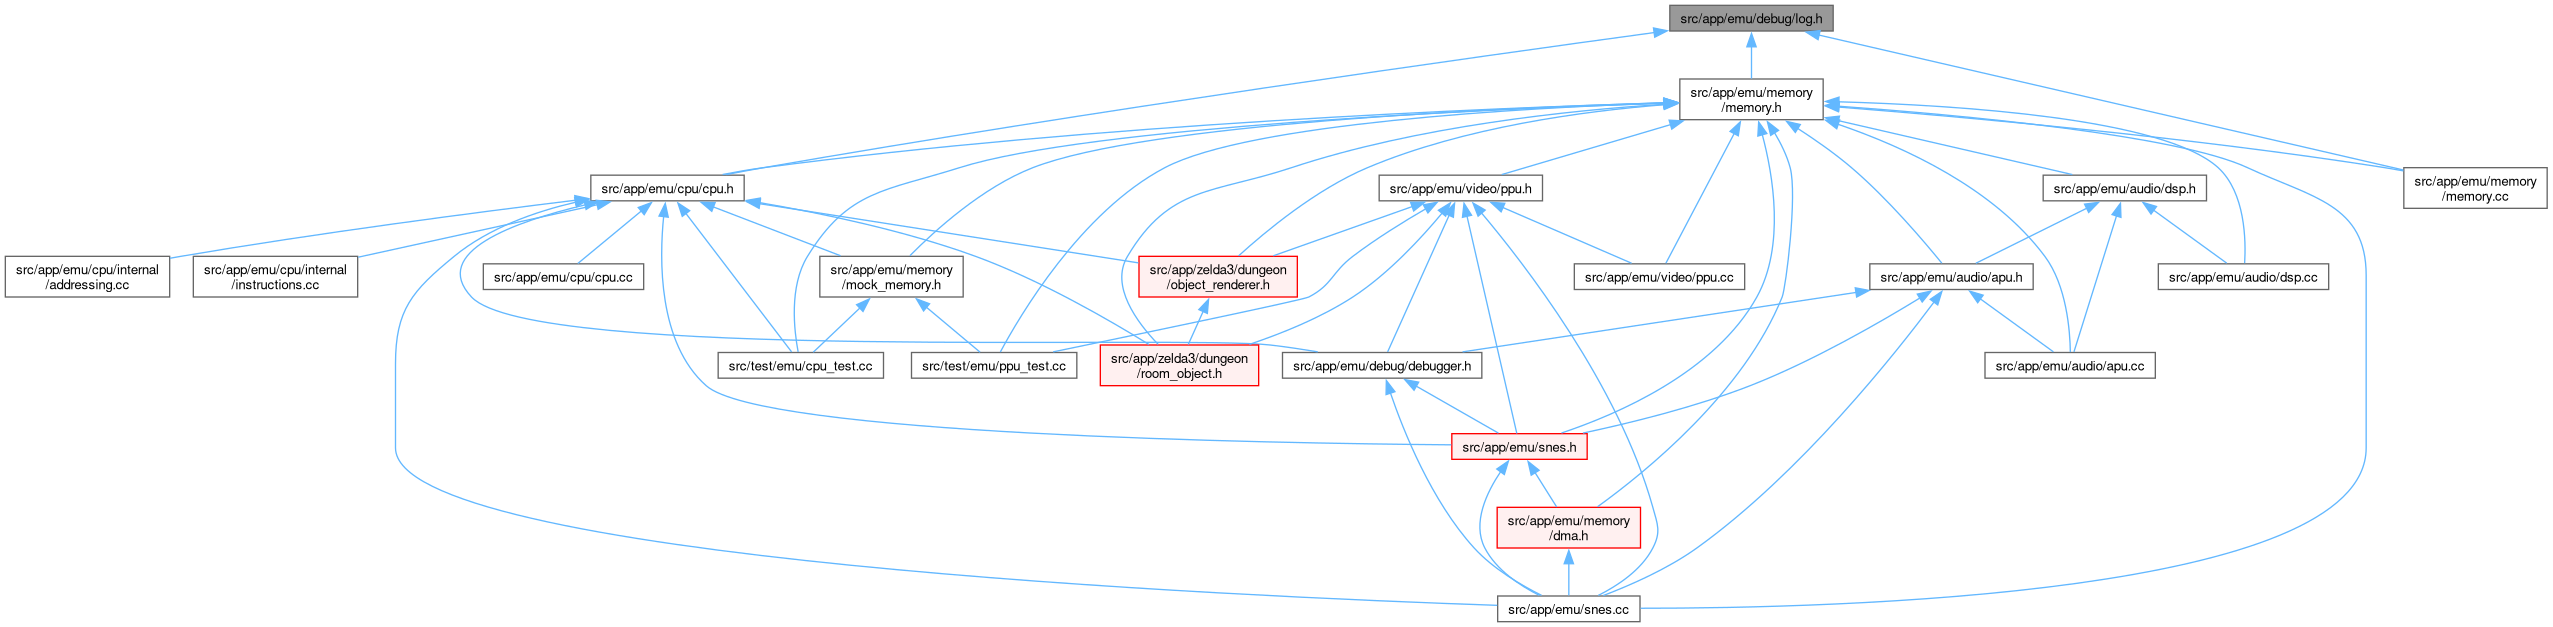 src/app/emu/debug/log.h
src/app/emu/memory
/memory.h
src/app/emu/cpu/cpu.h
src/app/emu/video/ppu.h
src/app/emu/audio/dsp.h
src/app/emu/memory
/memory.cc
src/app/emu/cpu/internal
/addressing.cc
src/app/emu/cpu/internal
/instructions.cc
src/app/emu/cpu/cpu.cc
src/app/emu/memory
/mock_memory.h
src/app/zelda3/dungeon
/object_renderer.h
src/app/emu/video/ppu.cc
src/app/emu/audio/apu.h
src/app/emu/audio/dsp.cc
src/test/emu/cpu_test.cc
src/test/emu/ppu_test.cc
src/app/zelda3/dungeon
/room_object.h
src/app/emu/debug/debugger.h
src/app/emu/audio/apu.cc
src/app/emu/snes.h
src/app/emu/memory
/dma.h
src/app/emu/snes.cc